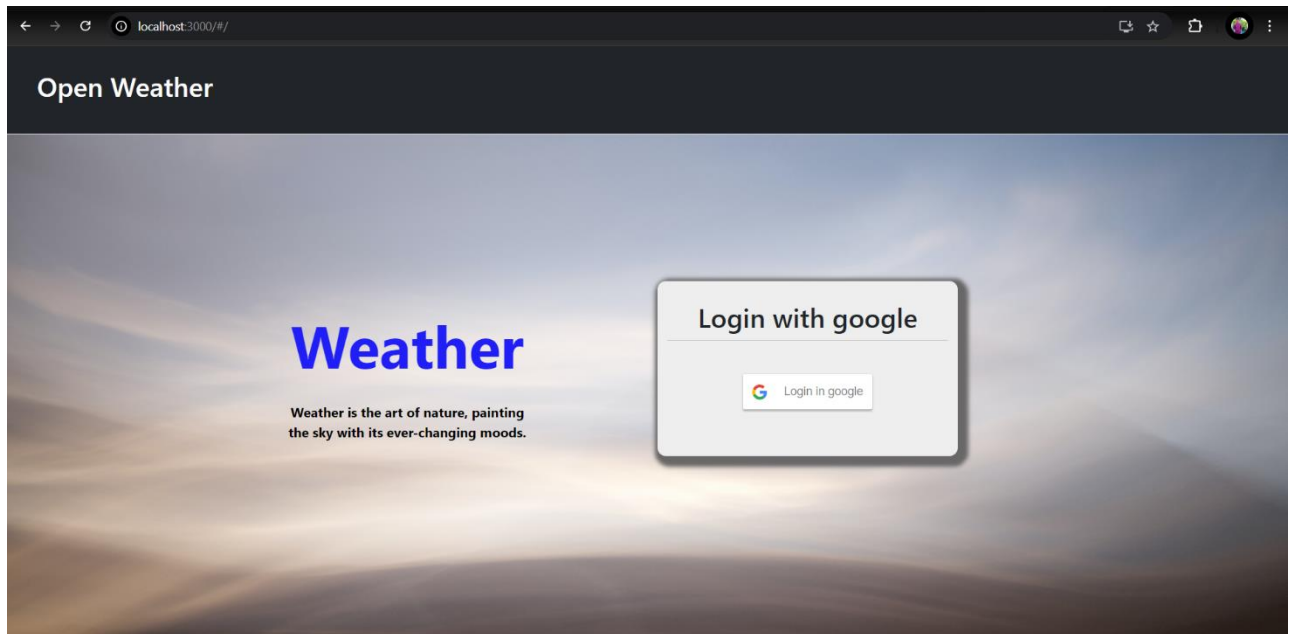 localhost:3000/#/
Open Weather
Weather
Weather is the art of nature, painting
the sky with its ever-changing moods.
Login with google
Login in google